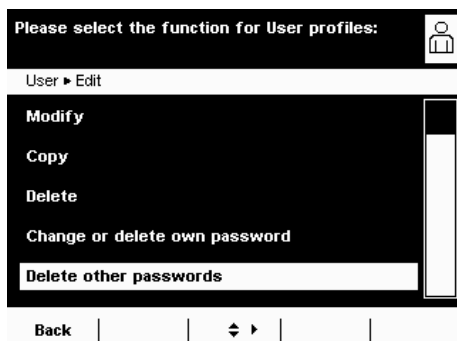 Please select the function for User profiles:
User ▸ Edit
Modify
Copy
Delete
Change or delete own password
Delete other passwords
Back